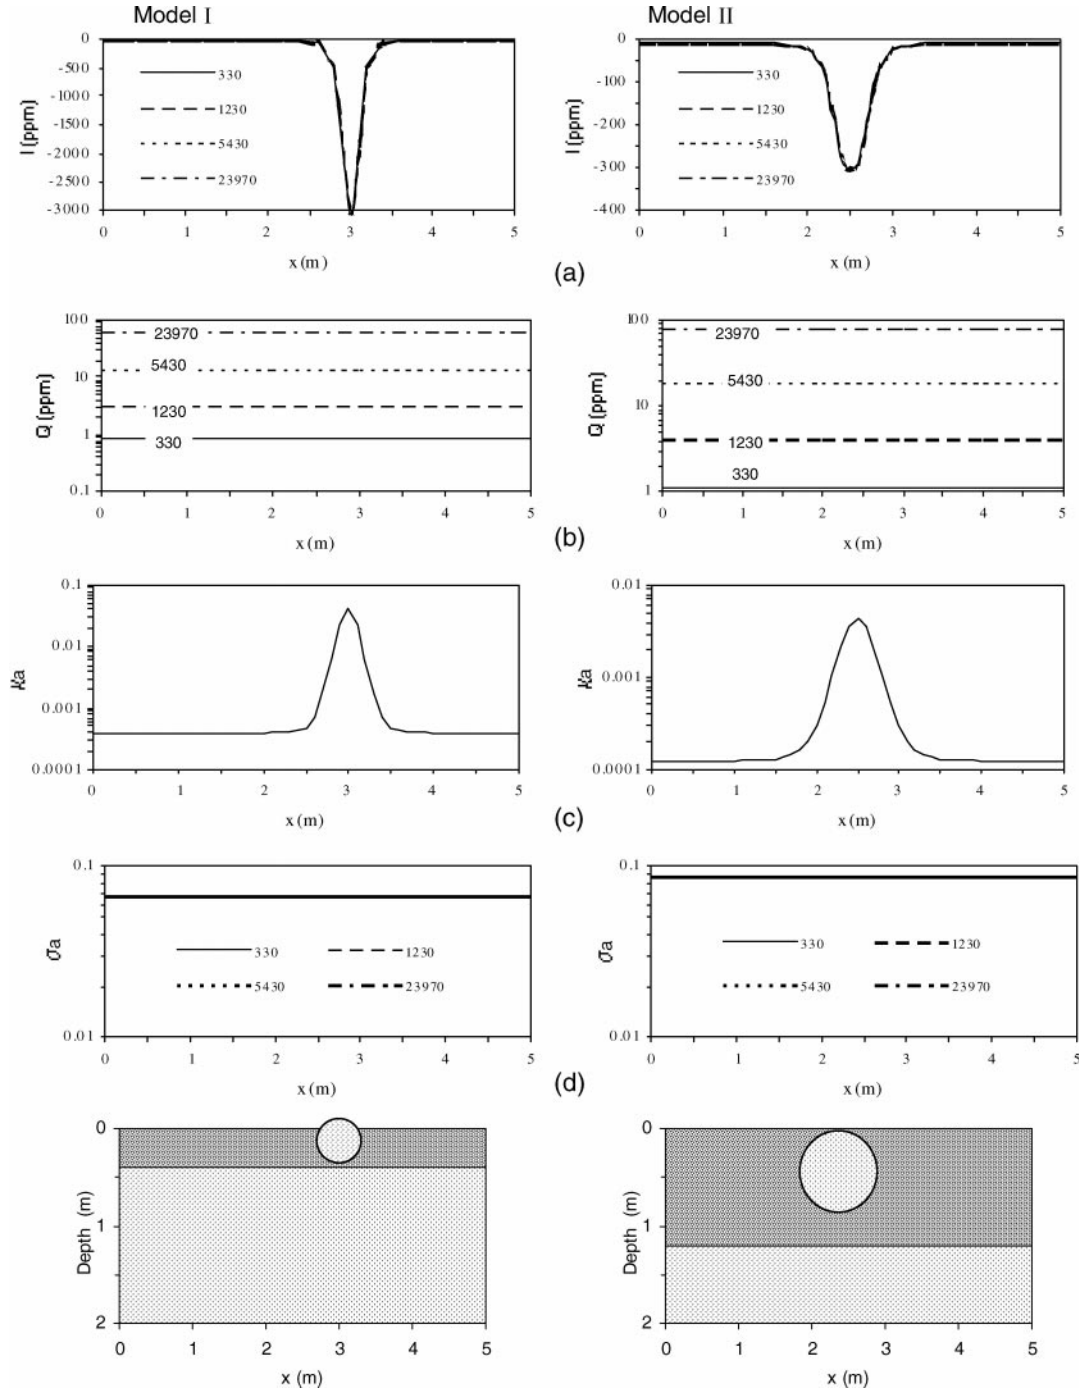 Model I
Model II
0
-500
-1000
-1500
-2000
-2500
-3000
I (ppm)
330
1230
5430
23970
0 1 2 3 4 5
x (m)
0
-100
-200
-300
-400
I (ppm)
330
1230
5430
23970
0 1 2 3 4 5
x (m)
(a)
100
10
1
0.1
Q (ppm)
23970
5430
1230
330
0 1 2 3 4 5
x (m)
100
10
1
Q (ppm)
23970
5430
1230
330
0 1 2 3 4 5
x (m)
(b)
0.1
0.01
0.001
0.0001
ka
0 1 2 3 4 5
x (m)
0.01
0.001
0.0001
ka
0 1 2 3 4 5
x (m)
(c)
0.1
0.01
σa
330 1230
5430 23970
0 1 2 3 4 5
x (m)
0.1
0.01
σa
330 1230
5430 23970
0 1 2 3 4 5
x (m)
(d)
0
1
2
Depth (m)
0 1 2 3 4 5
x (m)
0
1
2
Depth (m)
0 1 2 3 4 5
x (m)